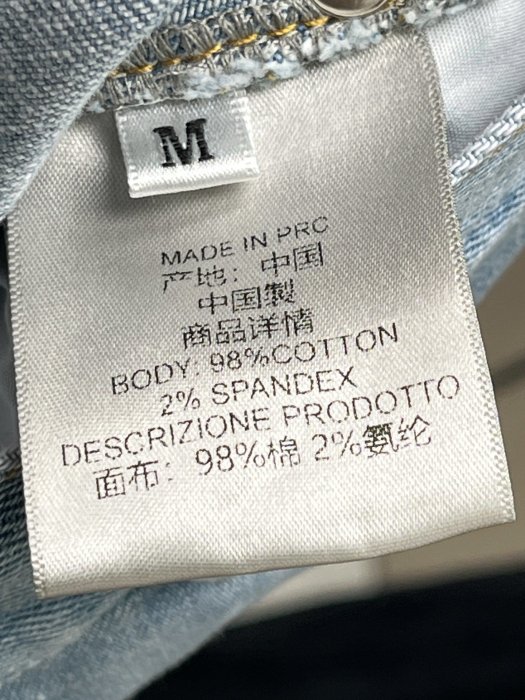 M
MADE IN PRC
产地：中国
中国製
商品详情
BODY: 98%COTTON
2% SPANDEX
DESCRIZIONE PRODOTTO
面布：98%棉 2%氨纶